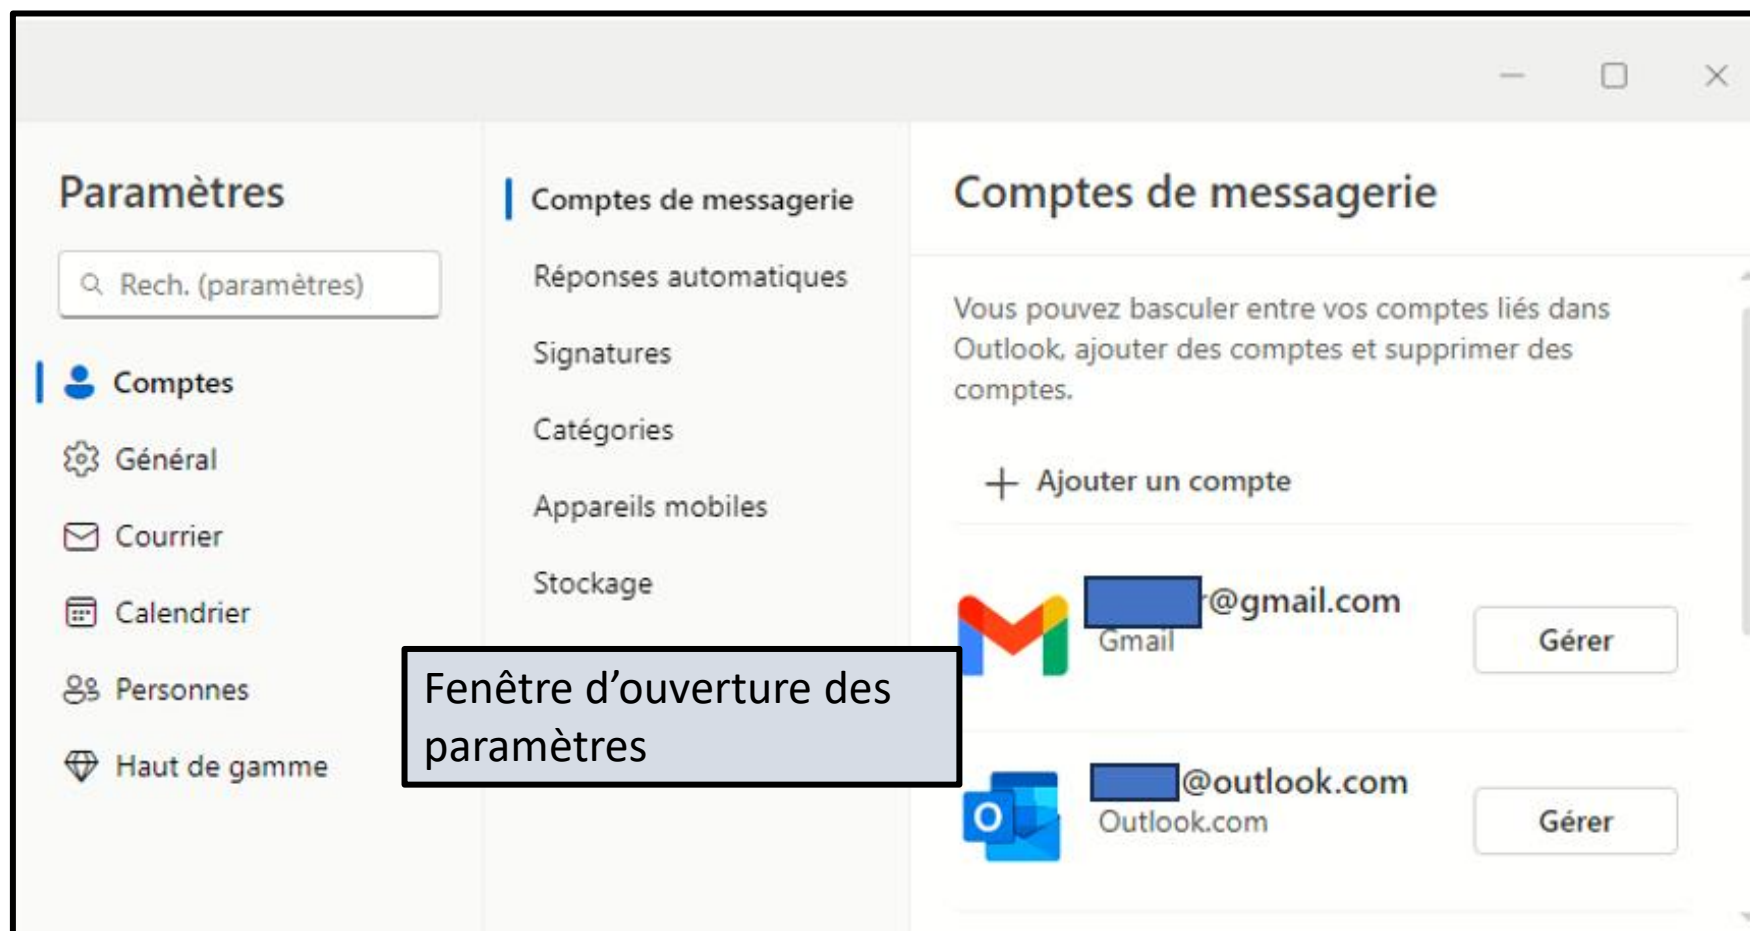 Paramètres
Rech. (paramètres)
Comptes
Général
Courrier
Calendrier
Personnes
Haut de gamme
Comptes de messagerie
Réponses automatiques
Signatures
Catégories
Appareils mobiles
Stockage
Fenêtre d’ouverture des
paramètres
Comptes de messagerie
Vous pouvez basculer entre vos comptes liés dans
Outlook, ajouter des comptes et supprimer des
comptes.
Ajouter un compte
@gmail.com
Gmail
Gérer
@outlook.com
Outlook.com
Gérer